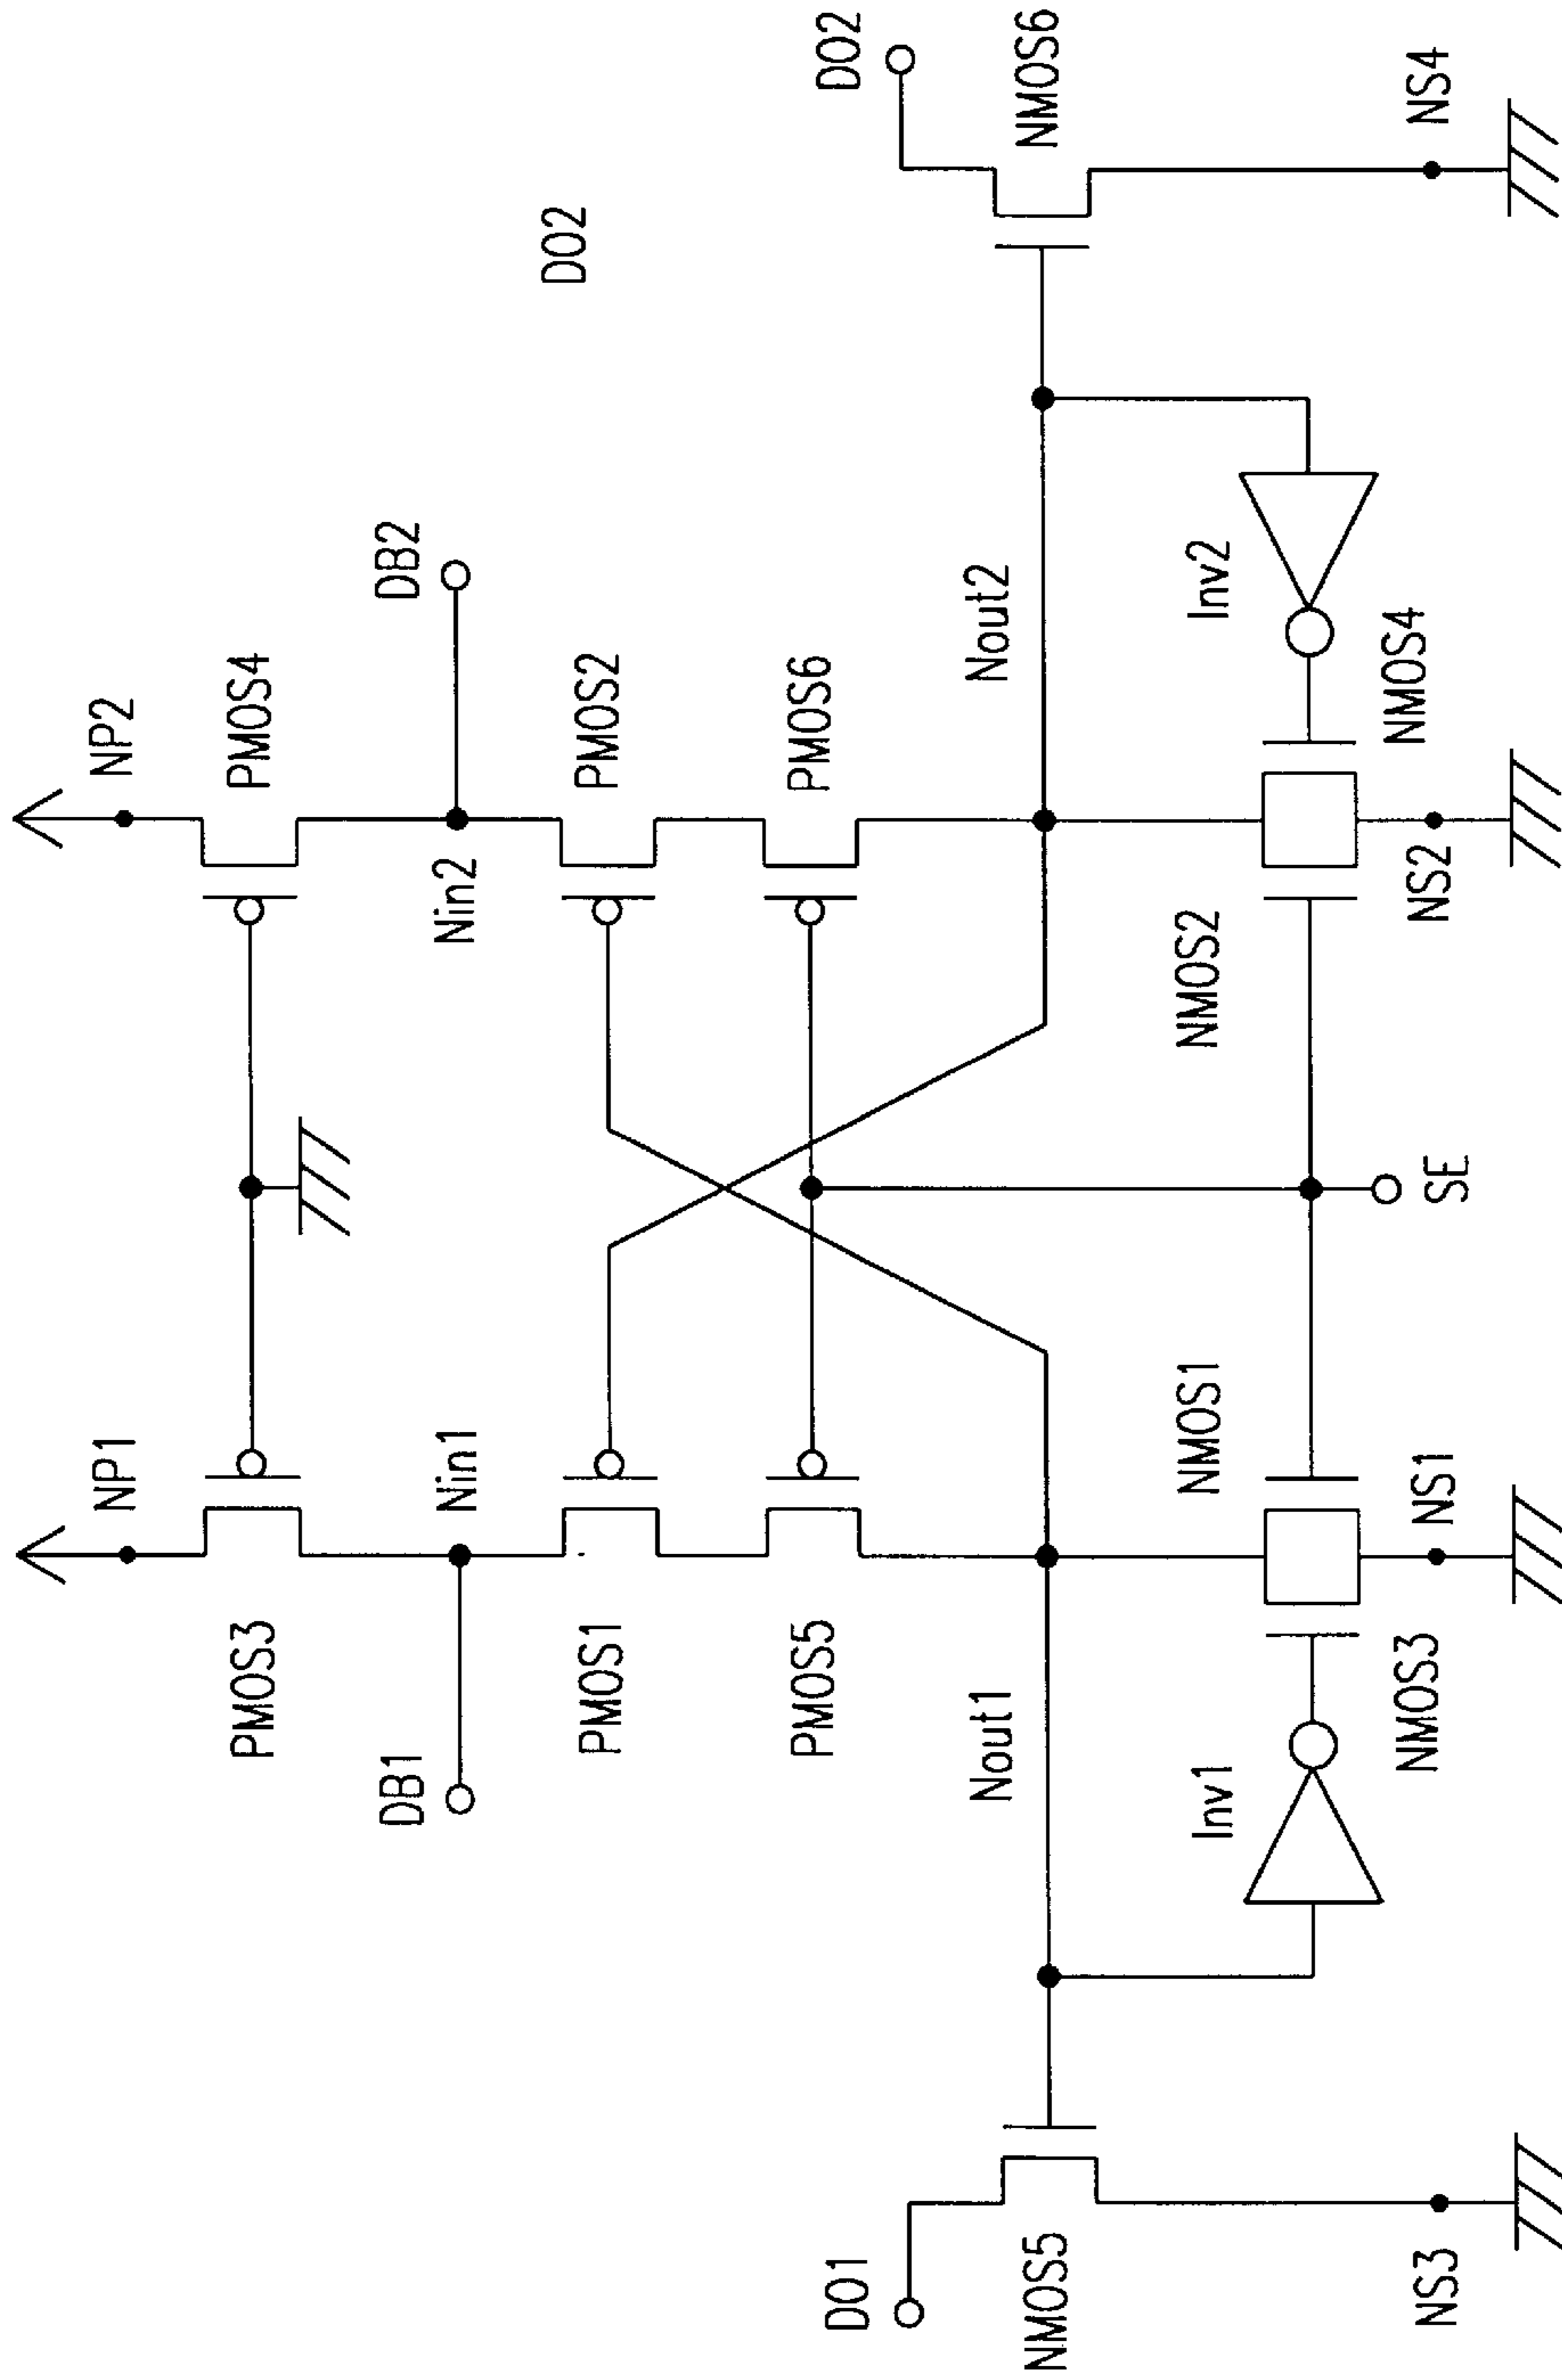 NP1
NP2
PMOS3
PMOS4
DB1
Nin1
Nin2
DB2
PMOS1
PMOS2
DO2
PMOS5
PMOS6
DO1
DO2
Nout1
Nout2
NMOS5
NMOS6
Inv1
NMOS1
NMOS2
Inv2
NMOS3
NMOS4
NS3
NS1
SE
NS2
NS4